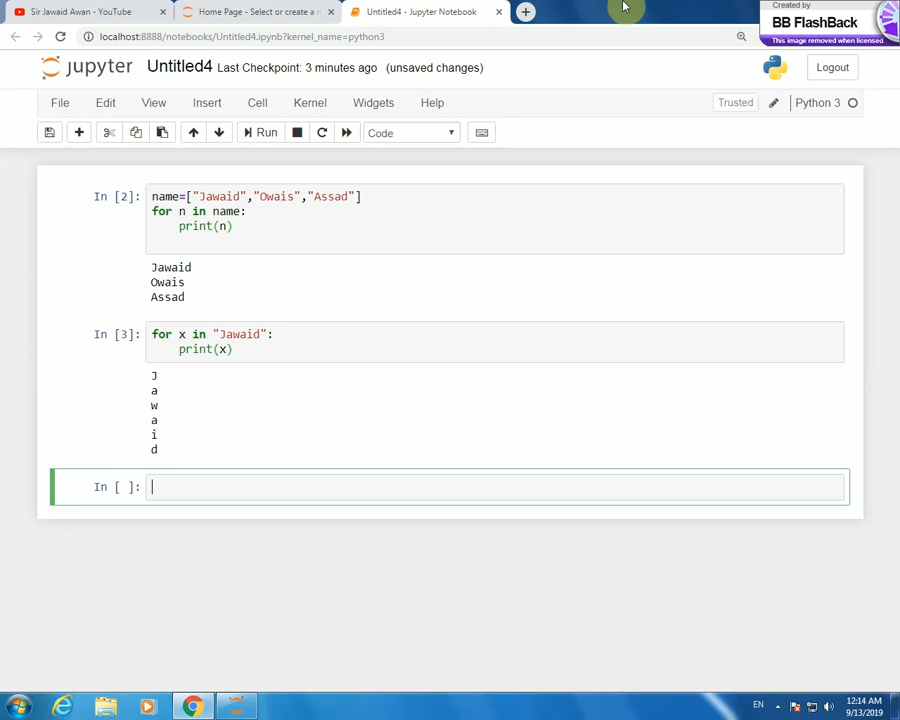 Sir Jawaid Awan - YouTube
Home Page - Select or create a n
Untitled4 - Jupyter Notebook
Created by
BB FlashBack
This image removed when licensed
localhost:8888/notebooks/Untitled4.ipynb?kernel_name=python3
jupyter Untitled4 Last Checkpoint: 3 minutes ago (unsaved changes)
Logout
File Edit View Insert Cell Kernel Widgets Help
Trusted
Python 3
Run
Code
In [2]: name=["Jawaid","Owais","Assad"]
for n in name:
print(n)
Jawaid
Owais
Assad
In [3]: for x in "Jawaid":
print(x)
J
a
w
a
i
d
In [ ]:
EN
12:14 AM
9/13/2019